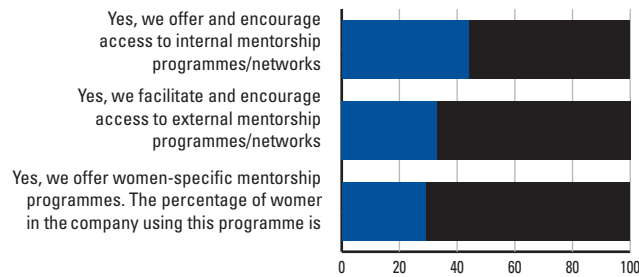 Yes, we offer and encourage
access to internal mentorship
programmes/networks
Yes, we facilitate and encourage
access to external mentorship
programmes/networks
Yes, we offer women-specific mentorship
programmes. The percentage of women
in the company using this programme is
0 20 40 60 80 100